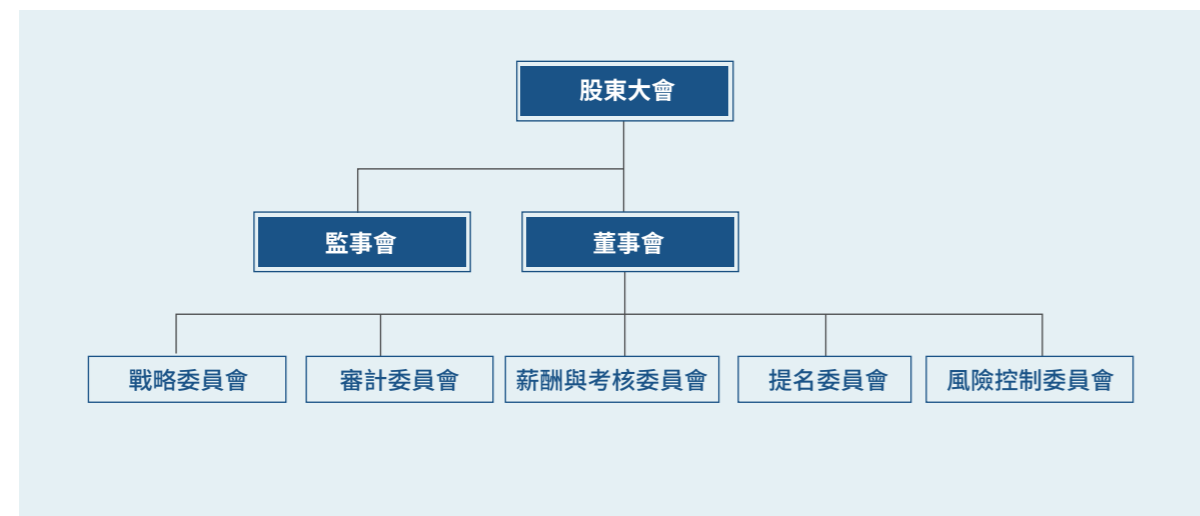 股東大會
監事會
董事會
戰略委員會
審計委員會
薪酬與考核委員會
提名委員會
風險控制委員會